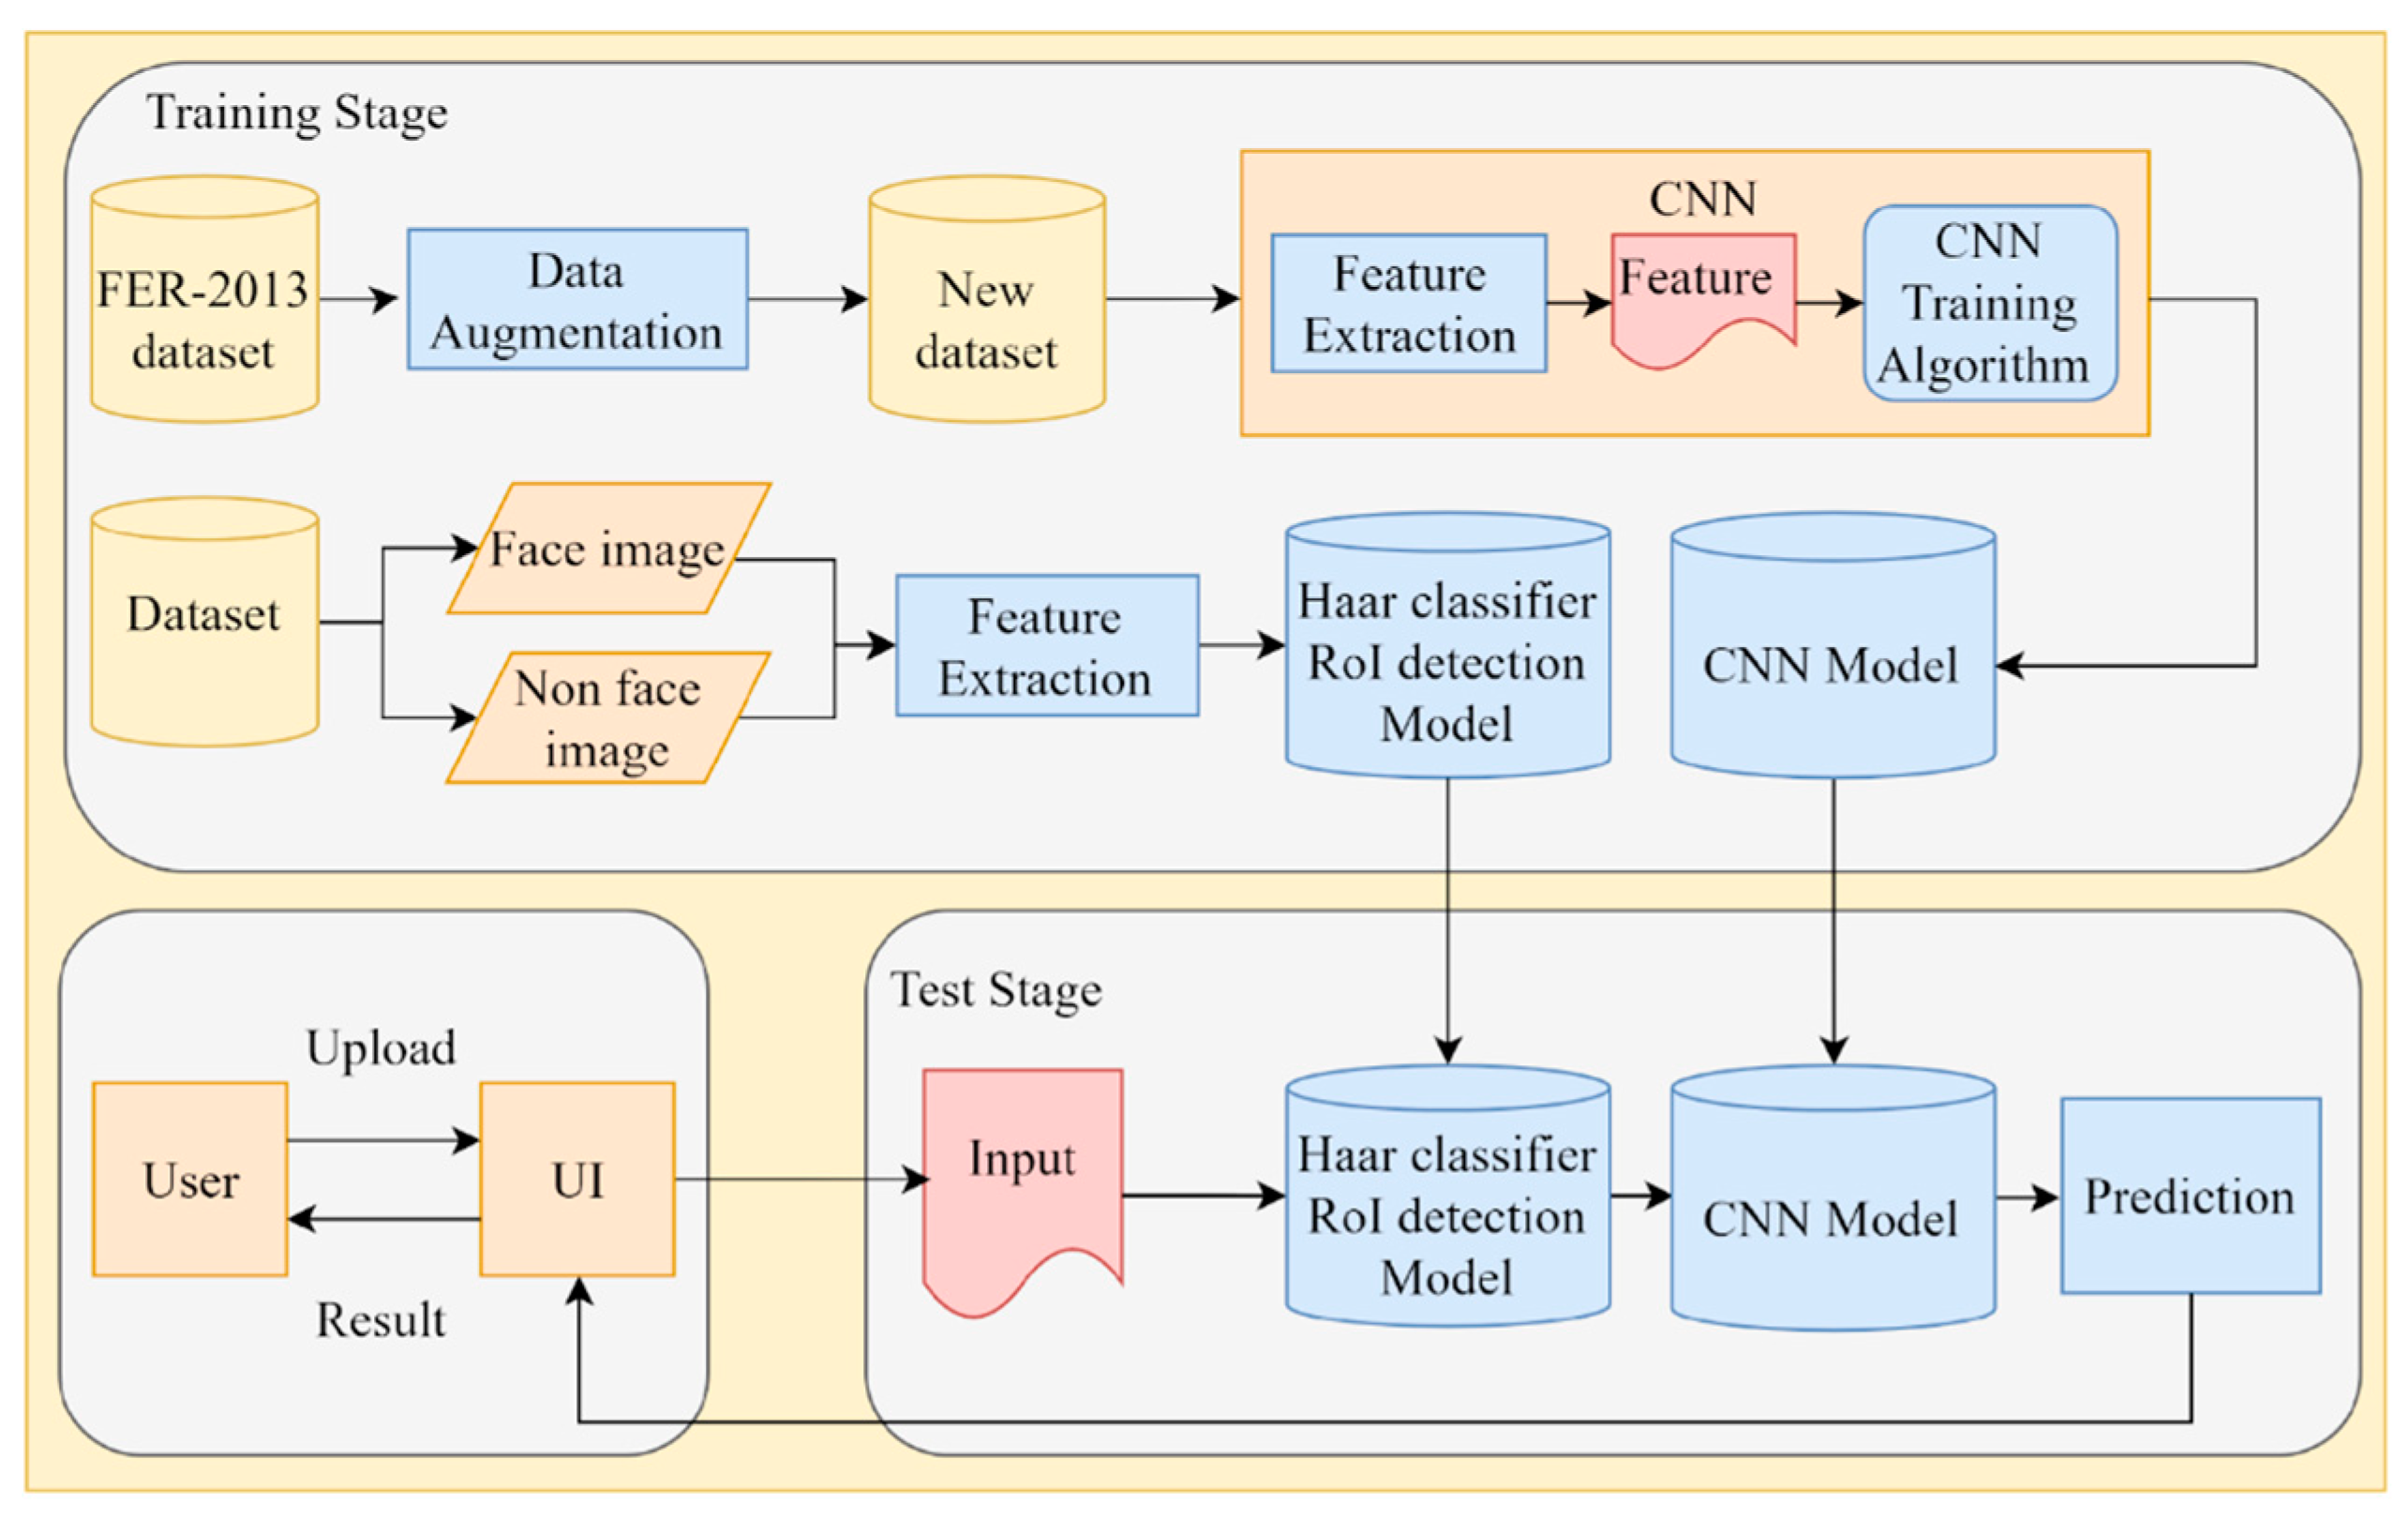 Training Stage
FER-2013
dataset
Data
Augmentation
New
dataset
CNN
Feature
Extraction
Feature
CNN
Training
Algorithm
Dataset
Face image
Non face
image
Feature
Extraction
Haar classifier
RoI detection
Model
CNN Model
Upload
User
UI
Result
Test Stage
Input
Haar classifier
RoI detection
Model
CNN Model
Prediction